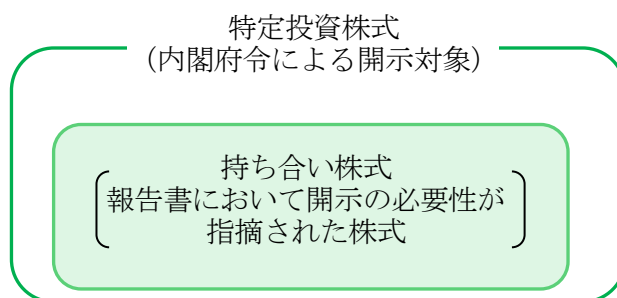 特定投資株式
（内閣府令による開示対象）
持ち合い株式
報告書において開示の必要性が
指摘された株式